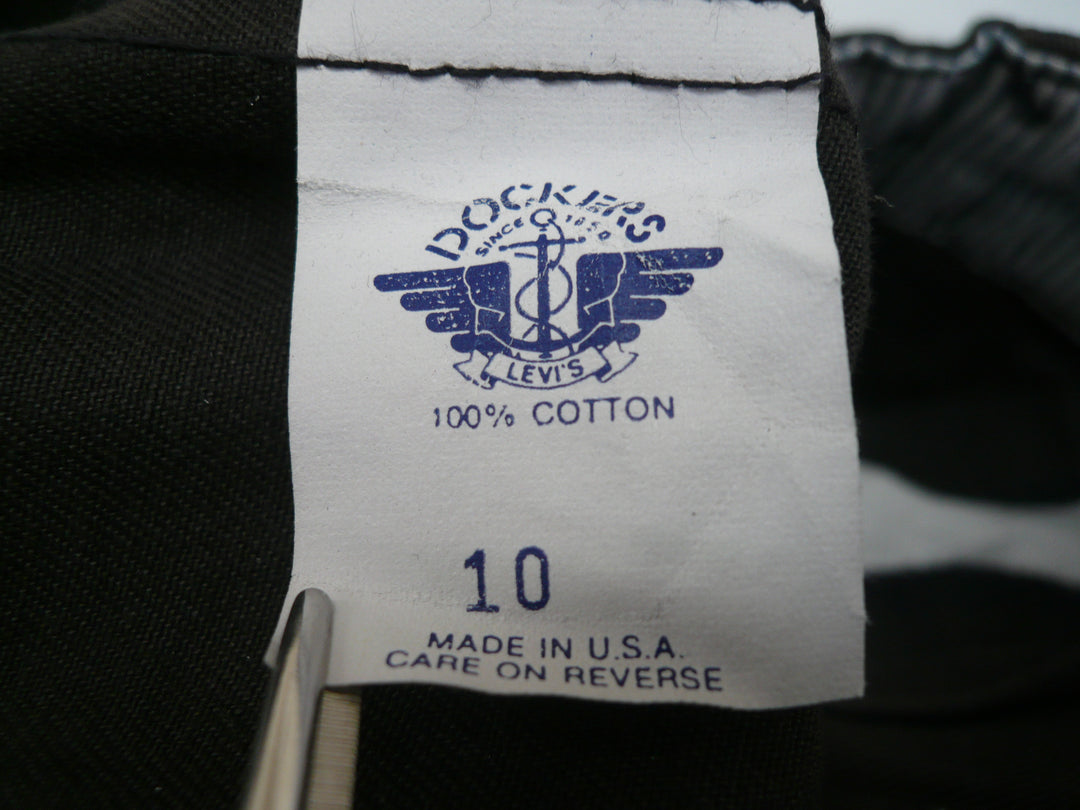 DOCKERS
SINCE 1850
LEVI'S
100% COTTON
10
MADE IN U.S.A.
CARE ON REVERSE